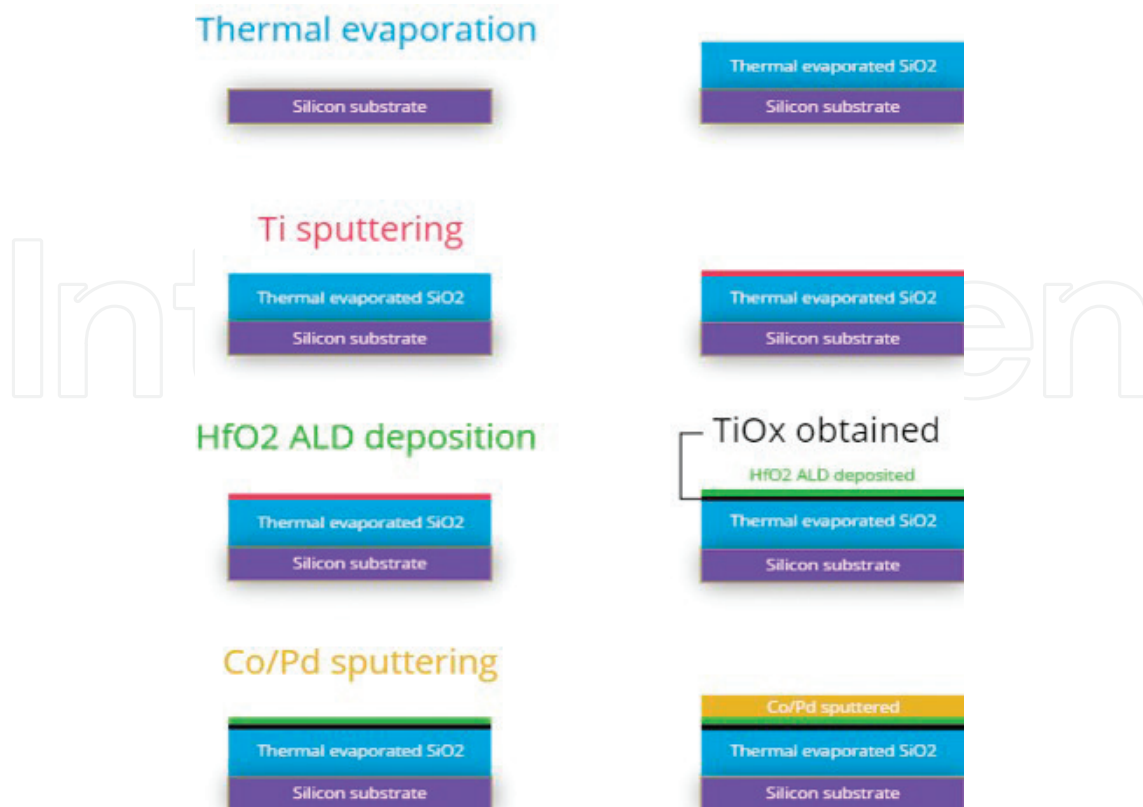 Thermal evaporation
Silicon substrate
Thermal evaporated SiO2
Silicon substrate
Ti sputtering
Thermal evaporated SiO2
Silicon substrate
Thermal evaporated SiO2
Silicon substrate
HfO2 ALD deposition
Thermal evaporated SiO2
Silicon substrate
TiOx obtained
HfO2 ALD deposited
Thermal evaporated SiO2
Silicon substrate
Co/Pd sputtering
Thermal evaporated SiO2
Silicon substrate
Co/Pd sputtered
Thermal evaporated SiO2
Silicon substrate